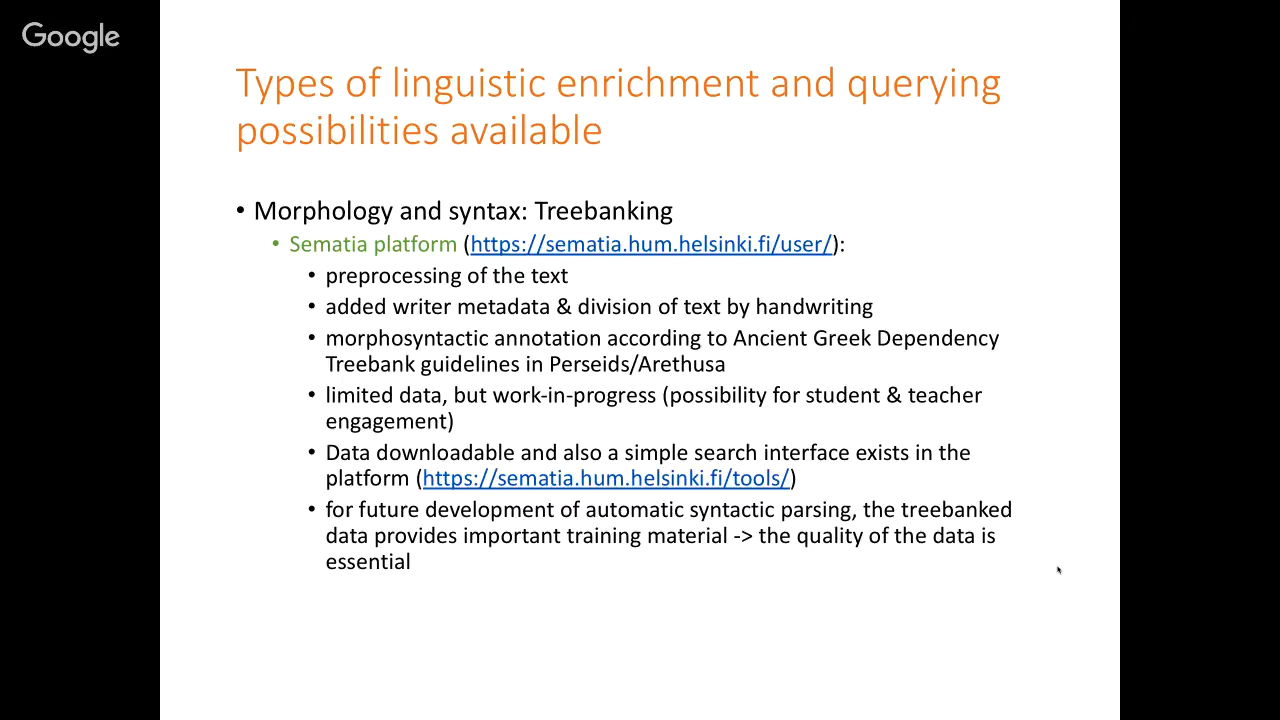 Google
Types of linguistic enrichment and querying
possibilities available
• Morphology and syntax: Treebanking
• Sematia platform (https://sematia.hum.helsinki.fi/user/):
• preprocessing of the text
• added writer metadata & division of text by handwriting
• morphosyntactic annotation according to Ancient Greek Dependency
Treebank guidelines in Perseids/Arethusa
• limited data, but work-in-progress (possibility for student & teacher
engagement)
• Data downloadable and also a simple search interface exists in the
platform (https://sematia.hum.helsinki.fi/tools/)
• for future development of automatic syntactic parsing, the treebanked
data provides important training material -> the quality of the data is
essential